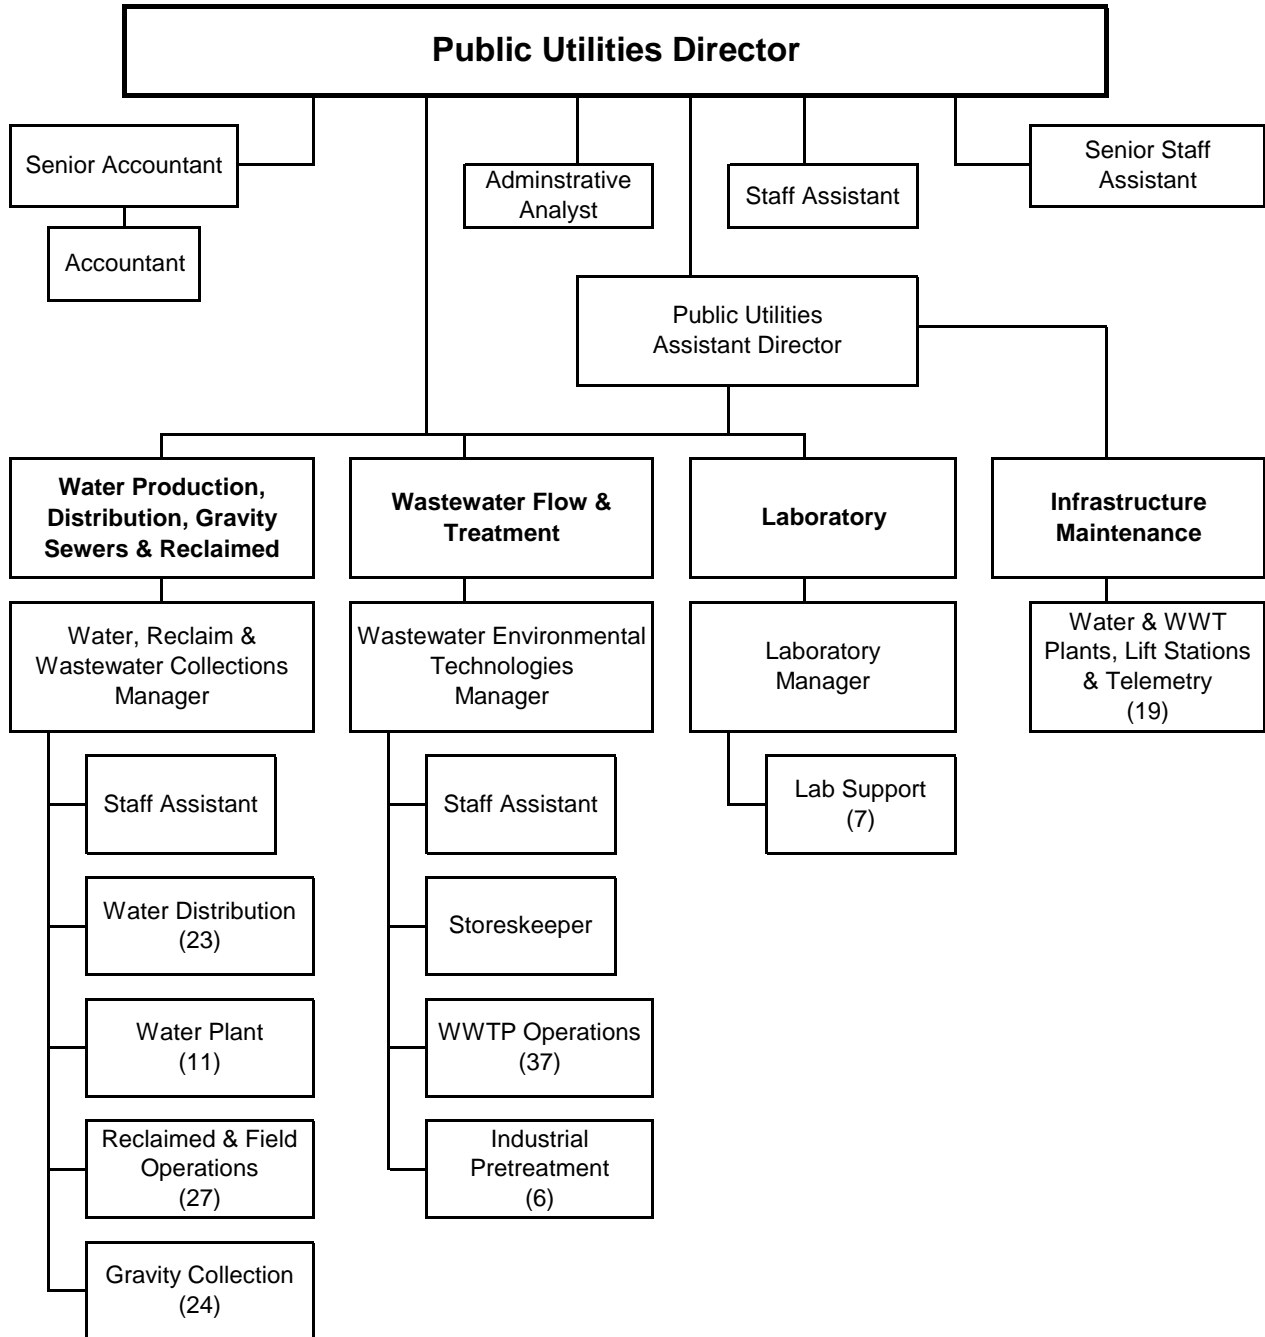 Public Utilities Director
Senior Accountant
Adminstrative
Analyst
Staff Assistant
Senior Staff
Assistant
Accountant
Public Utilities
Assistant Director
Water Production,
Distribution, Gravity
Sewers & Reclaimed
Wastewater Flow &
Treatment
Laboratory
Infrastructure
Maintenance
Water, Reclaim &
Wastewater Collections
Manager
Wastewater Environmental
Technologies
Manager
Laboratory
Manager
Water & WWT
Plants, Lift Stations
& Telemetry
(19)
Staff Assistant
Staff Assistant
Lab Support
(7)
Water Distribution
(23)
Storeskeeper
Water Plant
(11)
WWTP Operations
(37)
Reclaimed & Field
Operations
(27)
Industrial
Pretreatment
(6)
Gravity Collection
(24)